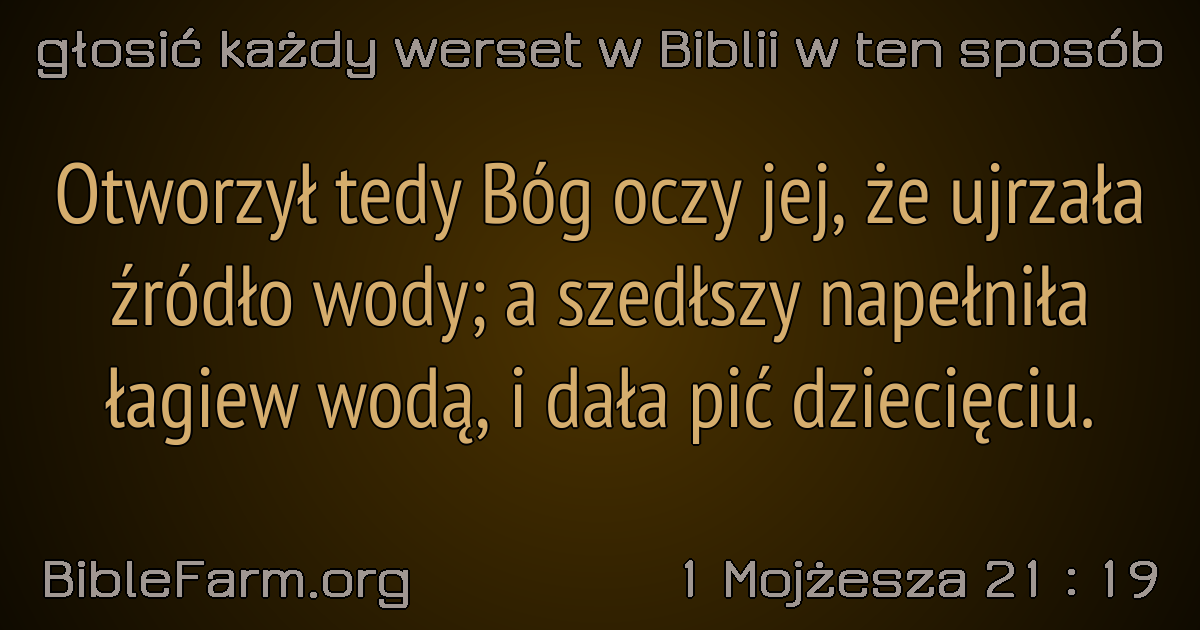 głosić każdy werset w Biblii w ten sposób
Otworzył tedy Bóg oczy jej, że ujrzała
źródło wody; a szedłszy napełniła
łagiew wodą, i dała pić dziecięciu.
BibleFarm.org
1 Mojżesza 21 : 19